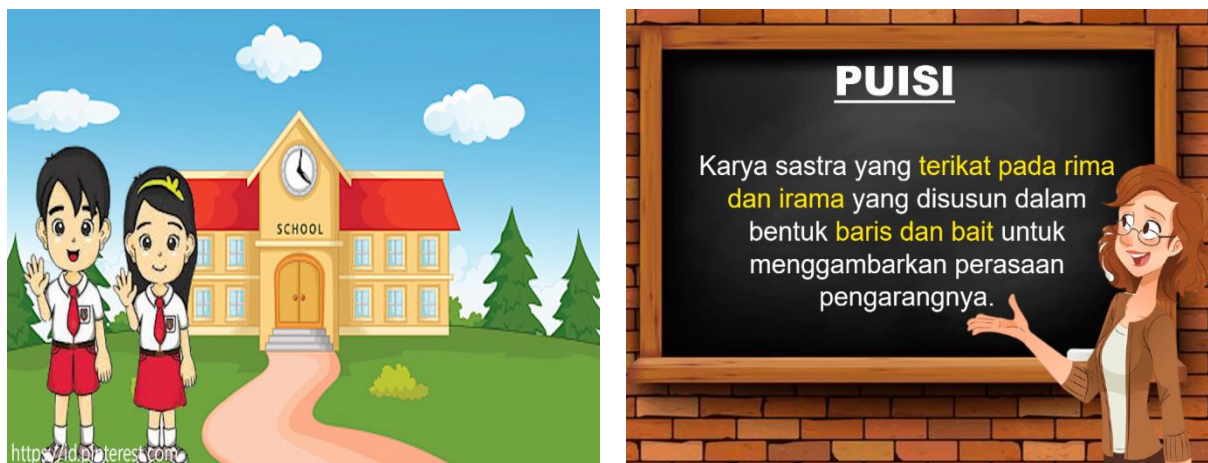 SCHOOL
https://id.pinterest.com
PUISI
Karya sastra yang terikat pada rima
dan irama yang disusun dalam
bentuk baris dan bait untuk
menggambarkan perasaan
pengarangnya.